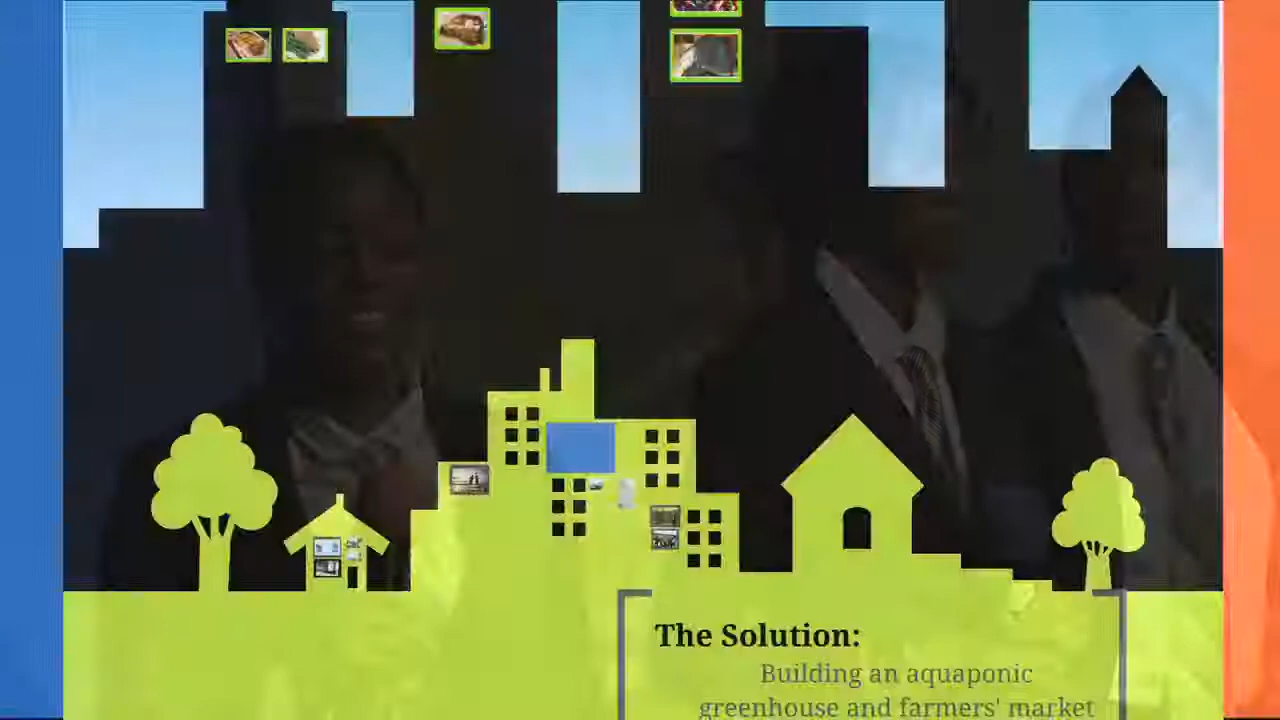 The Solution:
Building an aquaponic
greenhouse and farmers' market